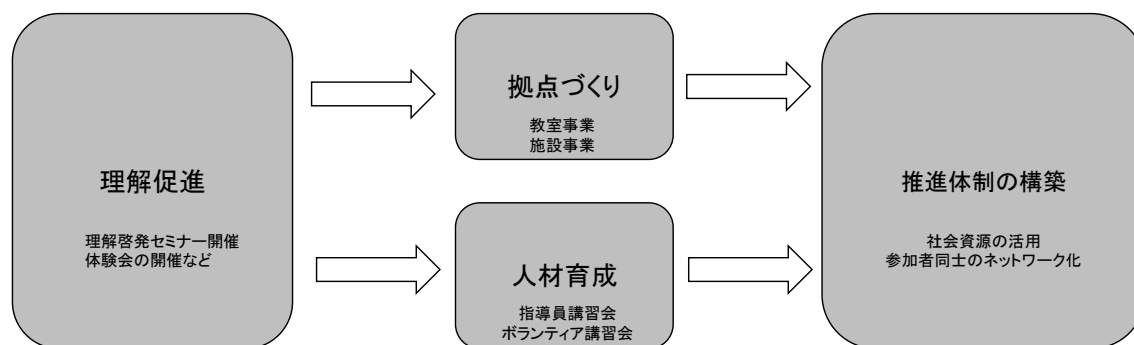 理解促進
理解啓発セミナー開催
体験会の開催など
拠点づくり
教室事業
施設事業
人材育成
指導員講習会
ボランティア講習会
推進体制の構築
社会資源の活用
参加者同士のネットワーク化